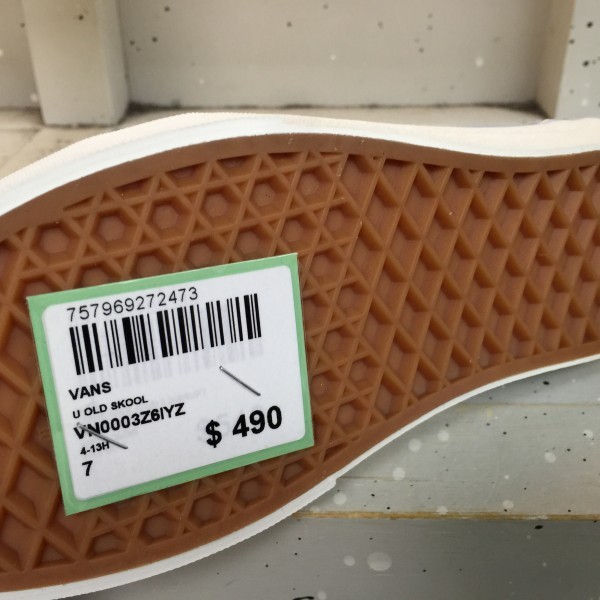 757969272473
VANS
U OLD SKOOL
VN0003Z6IYZ
$ 490
4-13H
7